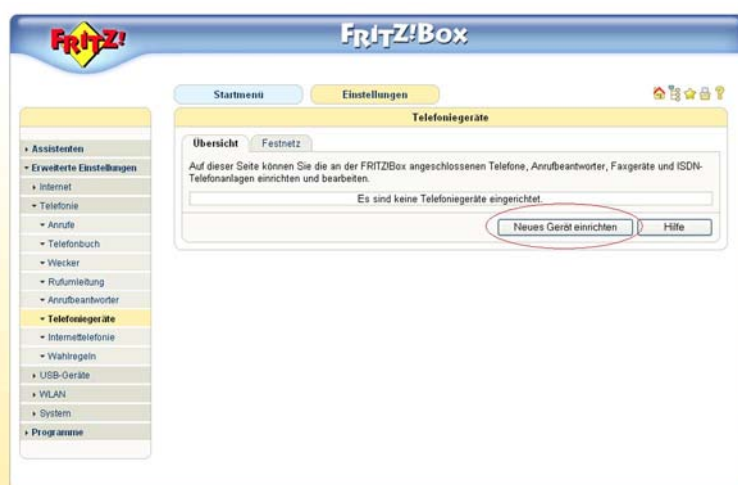 FRITZ!
FRITZ!Box
Startmenü
Einstellungen
Telefoniegeräte
Übersicht
Festnetz
Auf dieser Seite können Sie die an der FRITZ!Box angeschlossenen Telefone, Anrufbeantworter, Faxgeräte und ISDN-
Telefonanlagen einrichten und bearbeiten.
Es sind keine Telefoniegeräte eingerichtet.
Neues Gerät einrichten
Hilfe
Assistenten
Erweiterte Einstellungen
Internet
Telefonie
Anrufe
Telefonbuch
Wecker
Rufumleitung
Anrufbeantworter
Telefoniegeräte
Internettelefonie
Wahlregeln
USB-Geräte
WLAN
System
Programme